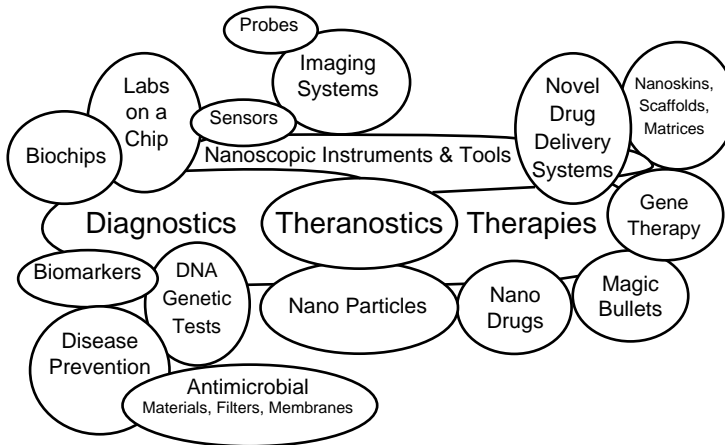 Probes
Imaging
Systems
Labs
on a
Chip
Sensors
Novel
Drug
Delivery
Systems
Nanoskins,
Scaffolds,
Matrices
Biochips
Nanoscopic Instruments & Tools
Diagnostics
Theranostics
Therapies
Gene
Therapy
Biomarkers
DNA
Genetic
Tests
Nano Particles
Nano
Drugs
Magic
Bullets
Disease
Prevention
Antimicrobial
Materials, Filters, Membranes